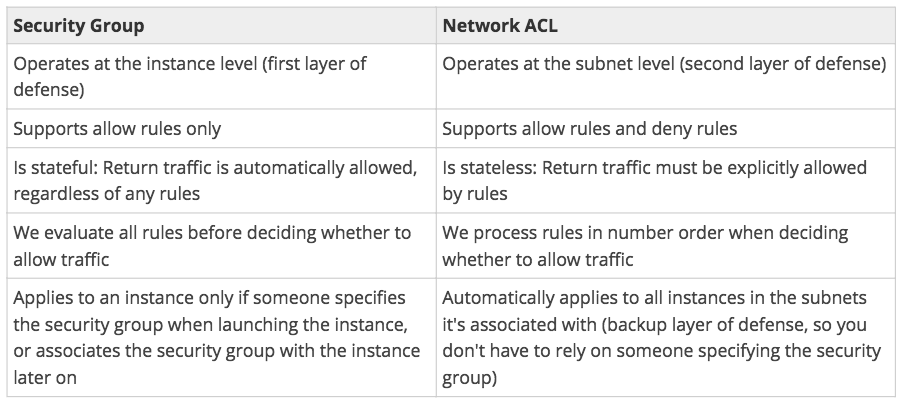 Security Group
Network ACL
Operates at the instance level (first layer of
defense)
Operates at the subnet level (second layer of defense)
Supports allow rules only
Supports allow rules and deny rules
Is stateful: Return traffic is automatically allowed,
regardless of any rules
Is stateless: Return traffic must be explicitly allowed
by rules
We evaluate all rules before deciding whether to
allow traffic
We process rules in number order when deciding
whether to allow traffic
Applies to an instance only if someone specifies
the security group when launching the instance,
or associates the security group with the instance
later on
Automatically applies to all instances in the subnets
it's associated with (backup layer of defense, so you
don't have to rely on someone specifying the security
group)